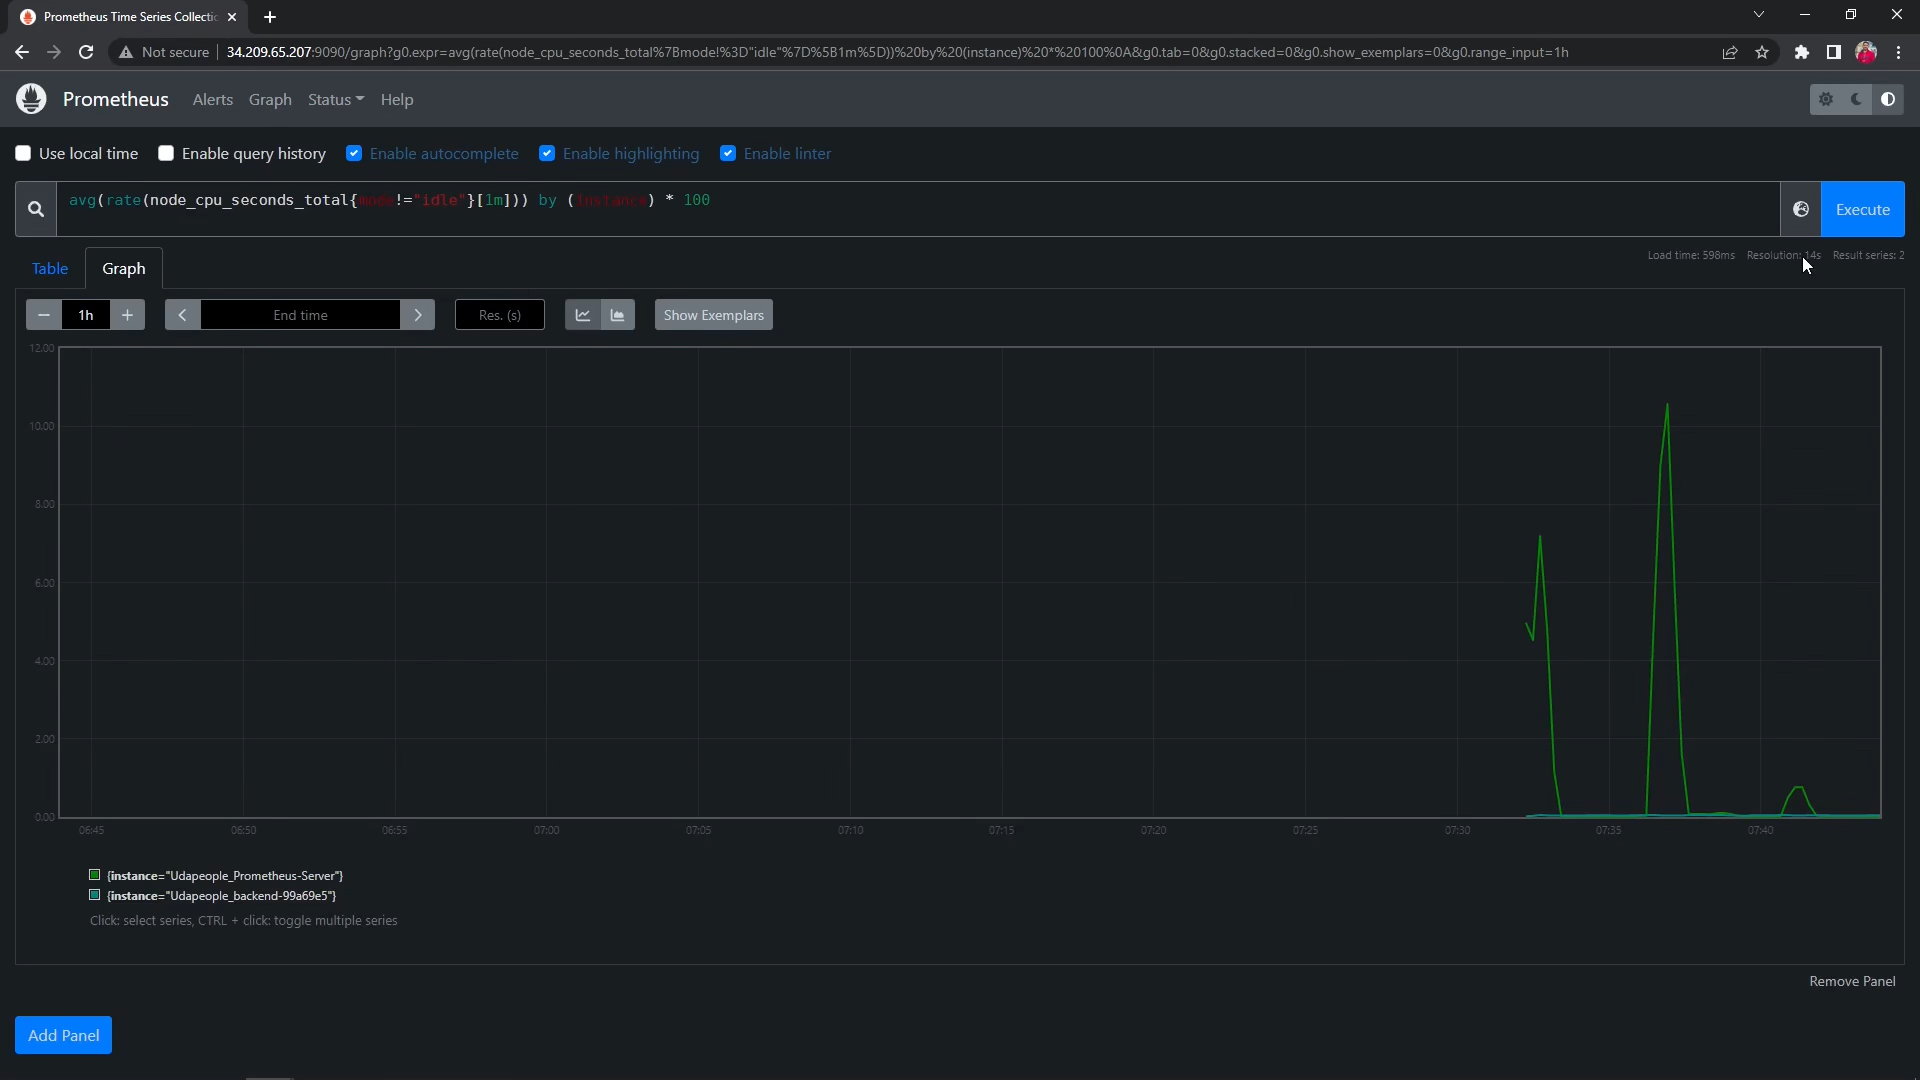 Prometheus Time Series Collectic
Not secure
34.209.65.207:9090/graph?g0.expr=avg(rate(node_cpu_seconds_total%7Bmode!%3D"idle"%7D%5B1m%5D))%20by%20(instance)%20*%20100%0A&g0.tab=0&g0.stacked=0&g0.show_exemplars=0&g0.range_input=1h
Prometheus Alerts Graph Status Help
Use local time Enable query history Enable autocomplete Enable highlighting Enable linter
avg(rate(node_cpu_seconds_total{mode!="idle"}[1m])) by (instance) * 100
Execute
Load time: 598ms Resolution: 14s Result series: 2
Table Graph
1h End time Res. (s) Show Exemplars
12.00
10.00
8.00
6.00
4.00
2.00
0.00
06:45 06:50 06:55 07:00 07:05 07:10 07:15 07:20 07:25 07:30 07:35 07:40
{instance="Udapeople_Prometheus-Server"}
{instance="Udapeople_backend-99a69e5"}
Click: select series, CTRL + click: toggle multiple series
Remove Panel
Add Panel